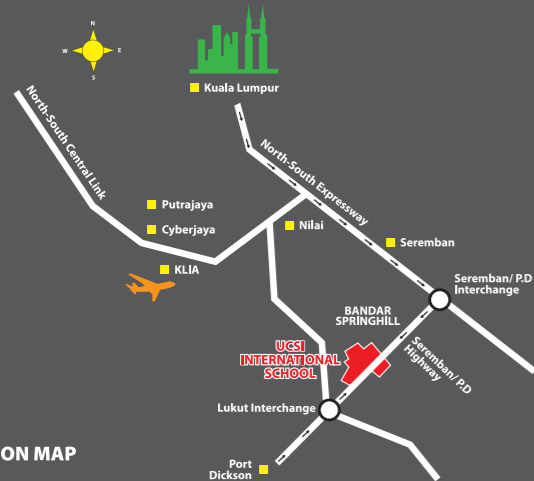 N
W
E
S
Kuala Lumpur
North-South Central Link
North-South Expressway
Putrajaya
Cyberjaya
Nilai
Seremban
KLIA
Seremban/ P.D
Interchange
BANDAR
SPRINGHILL
UCSI
INTERNATIONAL
SCHOOL
Seremban/ P.D
Highway
Lukut Interchange
ON MAP
Port
Dickson